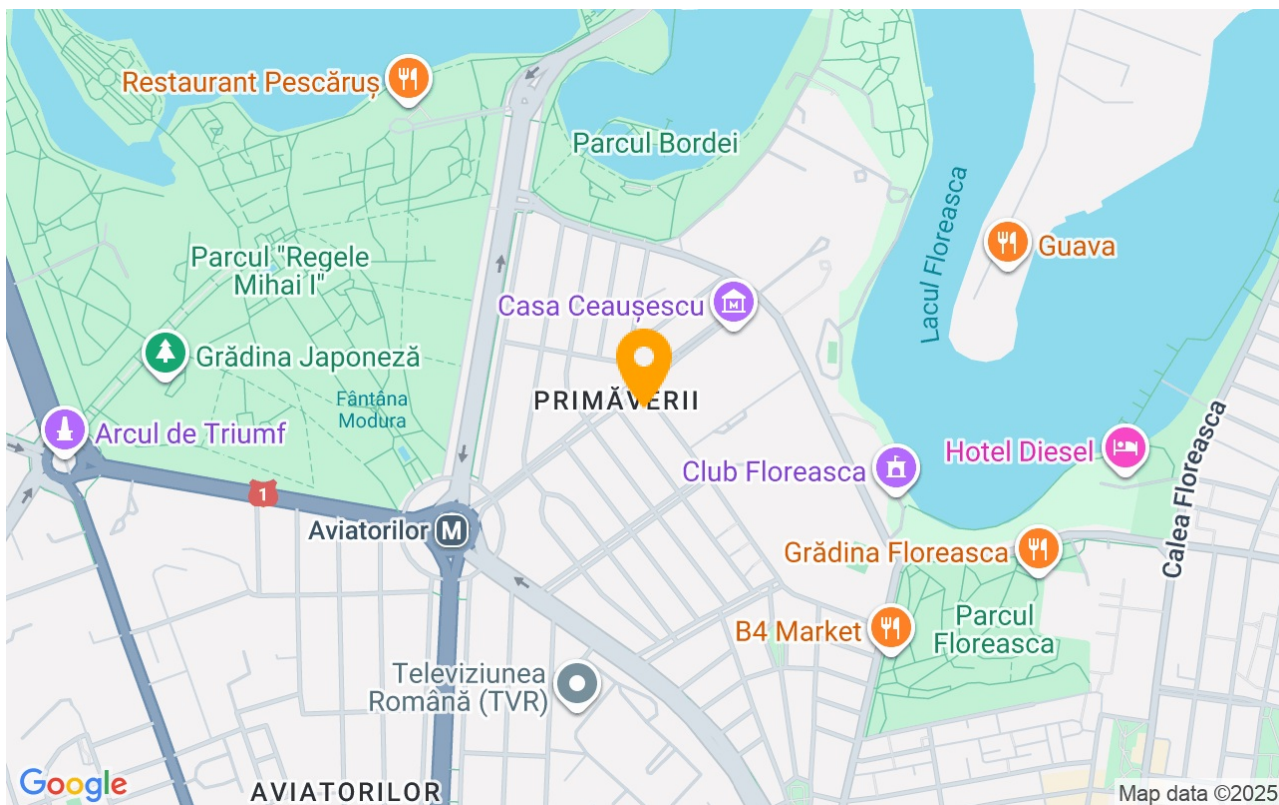 Restaurant Pescăruș
Parcul Bordei
Parcul "Regele
Mihai I"
Lacul Floreasca
Guava
Casa Ceaușescu
Grădina Japoneză
Fântâna
Modura
PRIMĂVERII
Arcul de Triumf
Hotel Diesel
Club Floreasca
1
Calea Floreasca
Aviatorilor
M
Grădina Floreasca
B4 Market
Parcul
Floreasca
Televiziunea
Română (TVR)
Google
AVIATORILOR
Map data ©2025